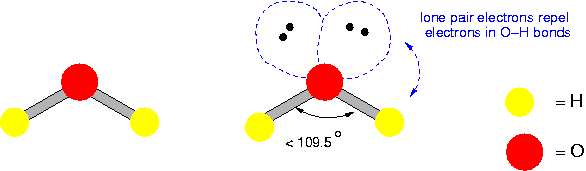 lone pair electrons repel
electrons in O–H bonds
< 109.5°
= H
= O